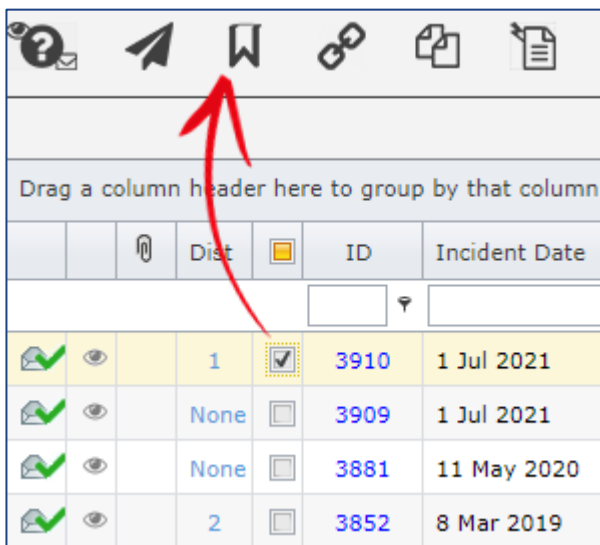 Drag a column header here to group by that column
Dist ID Incident Date
1 3910 1 Jul 2021
None 3909 1 Jul 2021
None 3881 11 May 2020
2 3852 8 Mar 2019